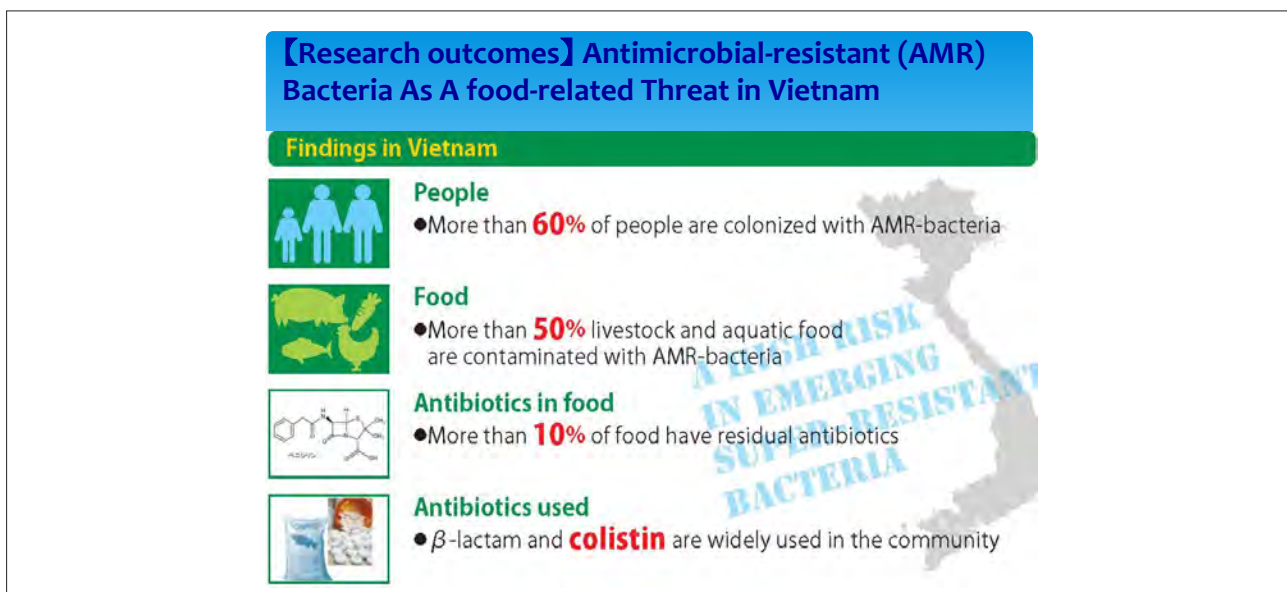 【Research outcomes】 Antimicrobial-resistant (AMR)
Bacteria As A food-related Threat in Vietnam
Findings in Vietnam
People
●More than 60% of people are colonized with AMR-bacteria
Food
●More than 50% livestock and aquatic food
are contaminated with AMR-bacteria
Antibiotics in food
●More than 10% of food have residual antibiotics
Antibiotics used
●β-lactam and colistin are widely used in the community
A HIGH RISK
IN EMERGING
SUPER-RESISTANT
BACTERIA